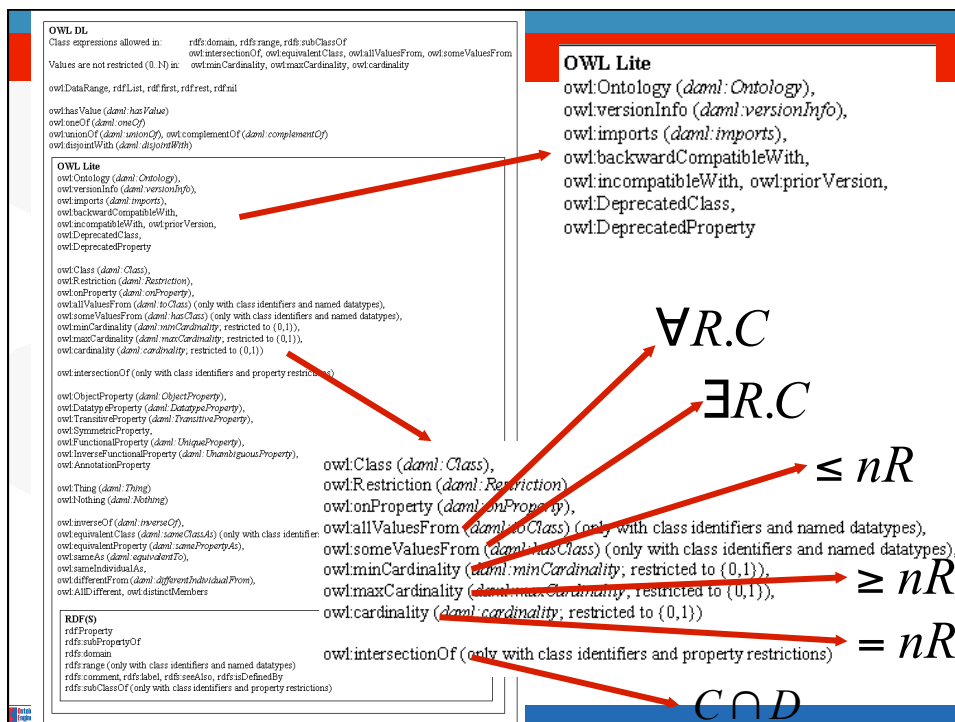 OWL DL
Class expressions allowed in: rdfs:domain, rdfs:range, rdfs:subClassOf
owl:intersectionOf, owl:equivalentClass, owl:allValuesFrom, owl:someValuesFrom
Values are not restricted (0..N) in: owl:minCardinality, owl:maxCardinality, owl:cardinality
owl:DataRange, rdf:List, rdf:first, rdf:rest, rdf:nil
owl:hasValue (daml:hasValue)
owl:oneOf (daml:oneOf)
owl:unionOf (daml:unionOf), owl:complementOf (daml:complementOf)
owl:disjointWith (daml:disjointWith)
OWL Lite
owl:Ontology (daml:Ontology),
owl:versionInfo (daml:versionInfo),
owl:imports (daml:imports),
owl:backwardCompatibleWith,
owl:incompatibleWith, owl:priorVersion,
owl:DeprecatedClass,
owl:DeprecatedProperty
owl:Class (daml:Class),
owl:Restriction (daml:Restriction),
owl:onProperty (daml:onProperty),
owl:allValuesFrom (daml:toClass) (only with class identifiers and named datatypes),
owl:someValuesFrom (daml:hasClass) (only with class identifiers and named datatypes),
owl:minCardinality (daml:minCardinality; restricted to {0,1}),
owl:maxCardinality (daml:maxCardinality; restricted to {0,1}),
owl:cardinality (daml:cardinality; restricted to {0,1})
owl:intersectionOf (only with class identifiers and property restrictions)
owl:ObjectProperty (daml:ObjectProperty),
owl:DatatypeProperty (daml:DatatypeProperty),
owl:TransitiveProperty (daml:TransitiveProperty),
owl:SymmetricProperty,
owl:FunctionalProperty (daml:UniqueProperty),
owl:InverseFunctionalProperty (daml:UnambiguousProperty),
owl:AnnotationProperty
owl:Thing (daml:Thing)
owl:Nothing (daml:Nothing)
owl:inverseOf (daml:inverseOf),
owl:equivalentClass (daml:sameClassAs) (only with class identifier
owl:equivalentProperty (daml:samePropertyAs),
owl:sameAs (daml:equivalentTo),
owl:sameIndividualAs,
owl:differentFrom (daml:differentIndividualFrom),
owl:AllDifferent, owl:distinctMembers
RDF(S)
rdf:Property
rdfs:subPropertyOf
rdfs:domain
rdfs:range (only with class identifiers and named datatypes)
rdfs:comment, rdfs:label, rdfs:seeAlso, rdfs:isDefinedBy
rdfs:subClassOf (only with class identifiers and property restrictions)
OWL Lite
owl:Ontology (daml:Ontology),
owl:versionInfo (daml:versionInfo),
owl:imports (daml:imports),
owl:backwardCompatibleWith,
owl:incompatibleWith, owl:priorVersion,
owl:DeprecatedClass,
owl:DeprecatedProperty
∀R.C
∃R.C
≤ nR
owl:Class (daml:Class),
owl:Restriction (daml:Restriction)
owl:onProperty (daml:onProperty),
owl:allValuesFrom (daml:toClass) (only with class identifiers and named datatypes),
owl:someValuesFrom (daml:hasClass) (only with class identifiers and named datatypes),
owl:minCardinality (daml:minCardinality; restricted to {0,1}),
owl:maxCardinality (daml:maxCardinality; restricted to {0,1}),
≥ nR
owl:cardinality (daml:cardinality; restricted to {0,1})
= nR
owl:intersectionOf (only with class identifiers and property restrictions)
C ∩ D